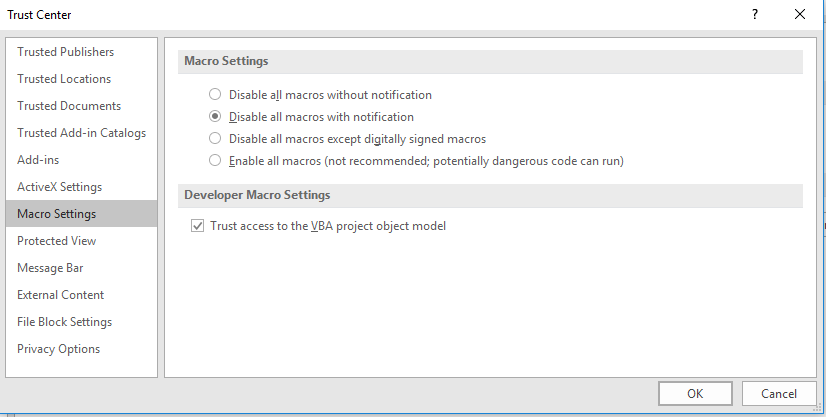 Trust Center
?
Trusted Publishers
Trusted Locations
Trusted Documents
Trusted Add-in Catalogs
Add-ins
ActiveX Settings
Macro Settings
Protected View
Message Bar
External Content
File Block Settings
Privacy Options
Macro Settings
Disable all macros without notification
Disable all macros with notification
Disable all macros except digitally signed macros
Enable all macros (not recommended; potentially dangerous code can run)
Developer Macro Settings
Trust access to the VBA project object model
OK
Cancel